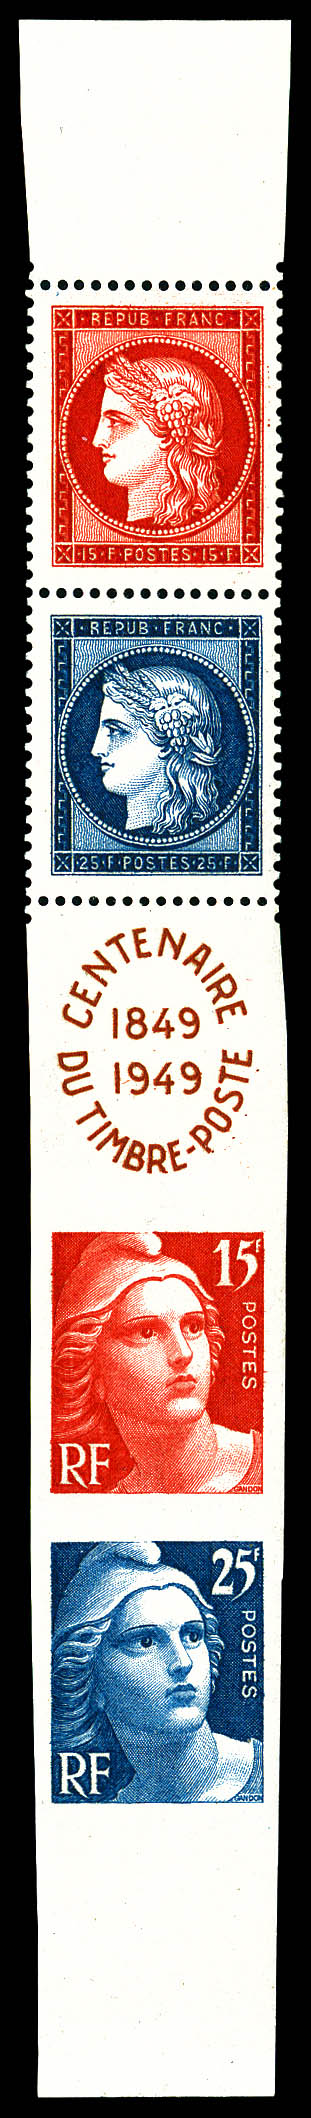 REPUB·FRANC·
15·F·POSTES·15·F·
REPUB·FRANC·
25·F·POSTES·25·F·
CENTENAIRE
1849
1949
DU TIMBRE-POSTE
15F
POSTES
RF
GANDON
25F
POSTES
RF
GANDON